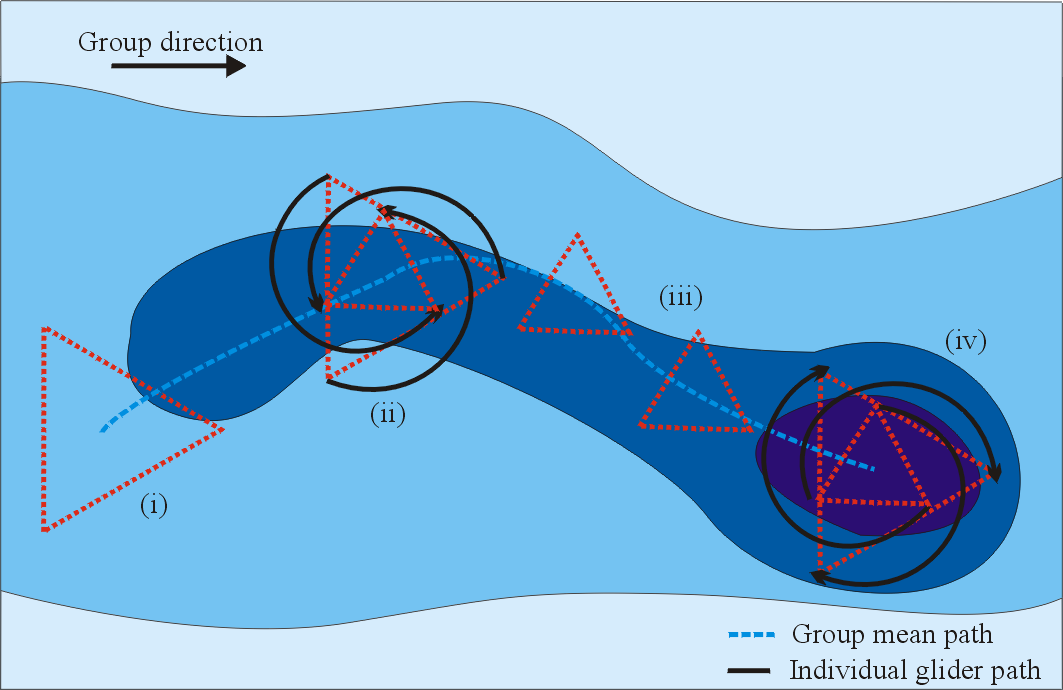 Group direction
(iii)
(iv)
(ii)
(i)
Group mean path
Individual glider path